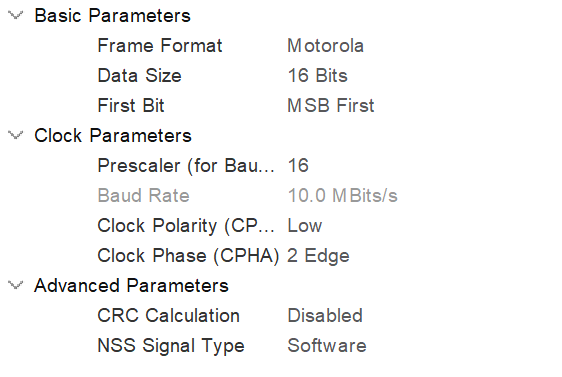 Basic Parameters
Frame Format Motorola
Data Size 16 Bits
First Bit MSB First
Clock Parameters
Prescaler (for Bau... 16
Baud Rate 10.0 MBits/s
Clock Polarity (CP... Low
Clock Phase (CPHA) 2 Edge
Advanced Parameters
CRC Calculation Disabled
NSS Signal Type Software